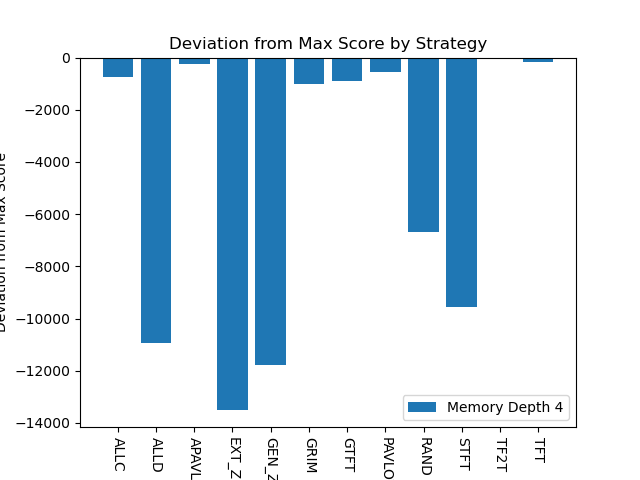 Deviation from Max Score by Strategy
Deviation from Max Score
0
−2000
−4000
−6000
−8000
−10000
−12000
−14000
Memory Depth 4
ALLC
ALLD
APAVL
EXT_Z
GEN_Z
GRIM
GTFT
PAVLO
RAND
STFT
TF2T
TFT